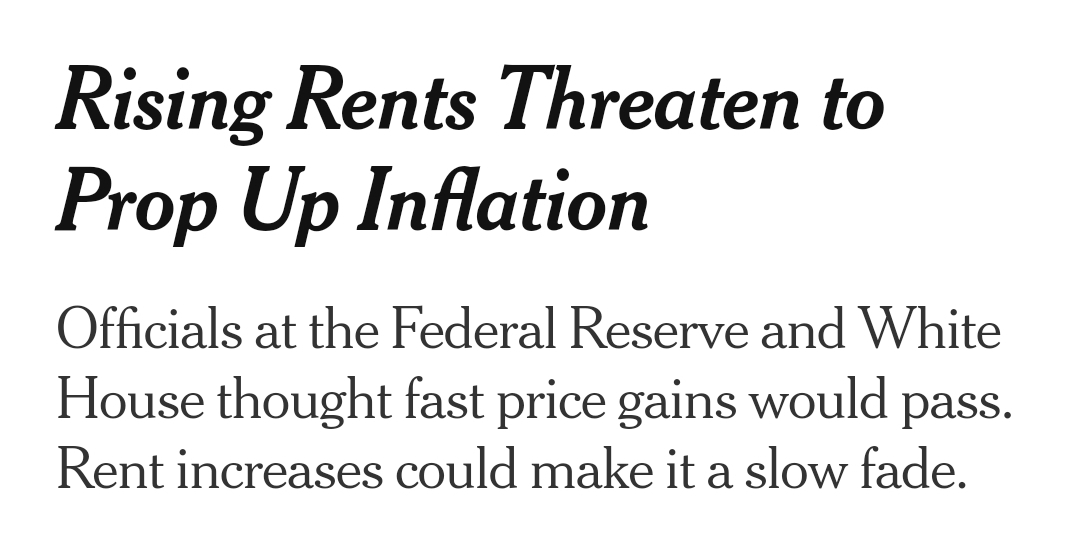 Rising Rents Threaten to
Prop Up Inflation
Officials at the Federal Reserve and White
House thought fast price gains would pass.
Rent increases could make it a slow fade.